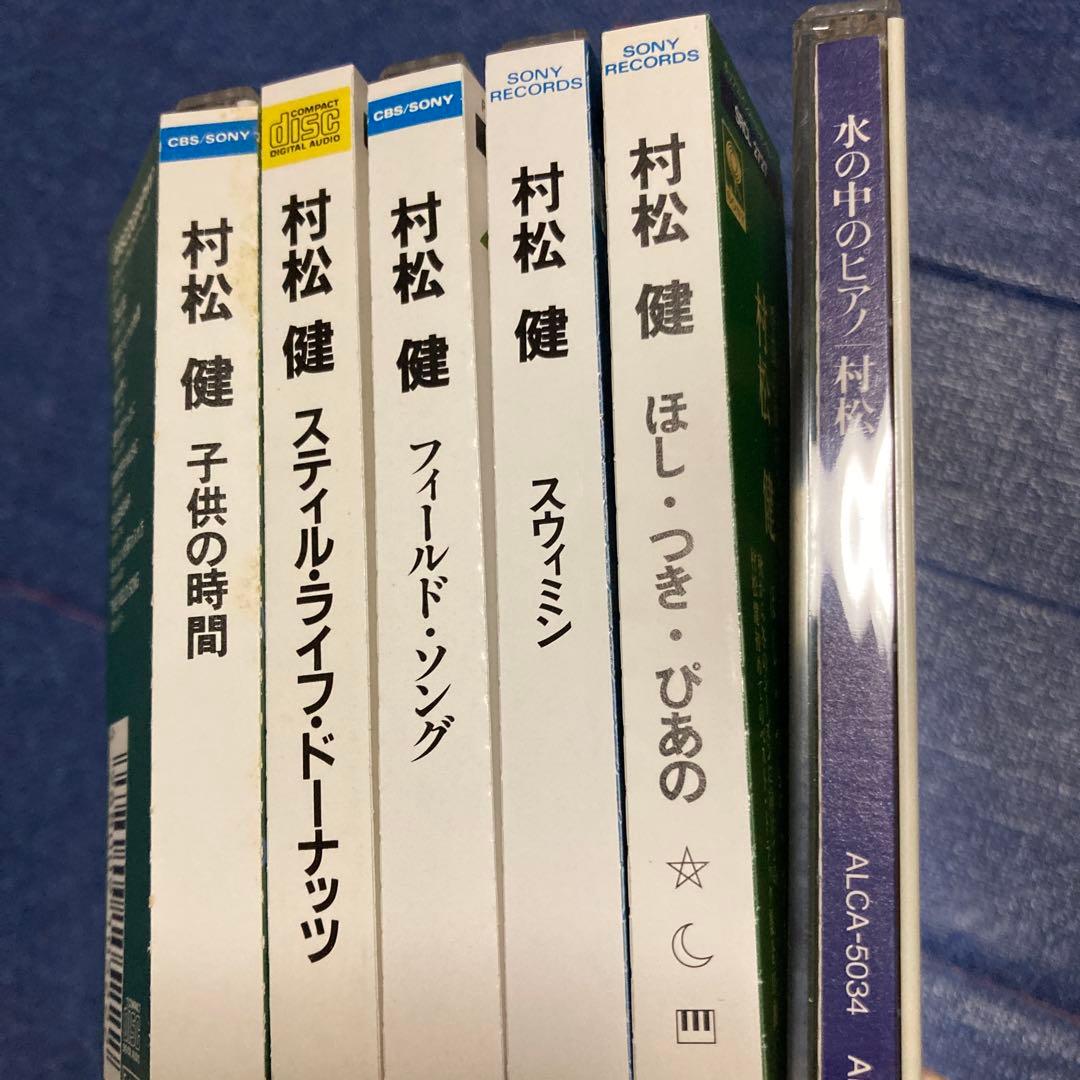 CBS/SONY
村松 健 子供の時間
COMPACT
disc
DIGITAL AUDIO
村松 健 スティル・ライフ・ドーナッツ
CBS/SONY
村松 健 フィールド・ソング
SONY
RECORDS
村松 健 スウィミン
SONY
RECORDS
村松 健 ほし・つき・ぴあの
水の中のピアノ/村松
ALCA-5034